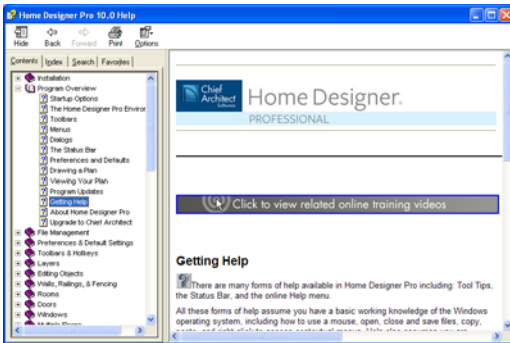 Home Designer Pro 10.0 Help
Hide Back Forward Print Options
Contents Index Search Favorites
Installation
Program Overview
Startup Options
The Home Designer Pro Enviror
Toolbars
Menus
Dialogs
The Status Bar
Preferences and Defaults
Drawing a Plan
Viewing Your Plan
Program Updates
Getting Help
About Home Designer Pro
Upgrade to Chief Architect
File Management
Preferences & Default Settings
Toolbars & Hotkeys
Layers
Editing Objects
Walls, Railings, & Fencing
Rooms
Doors
Windows
Multiple Floors
Chief
Architect
Software
Home Designer®
PROFESSIONAL
Click to view related online training videos
Getting Help
There are many forms of help available in Home Designer Pro including: Tool Tips,
the Status Bar, and the online Help menu.
All these forms of help assume you have a basic working knowledge of the Windows
operating system, including how to use a mouse, open, close and save files, copy,